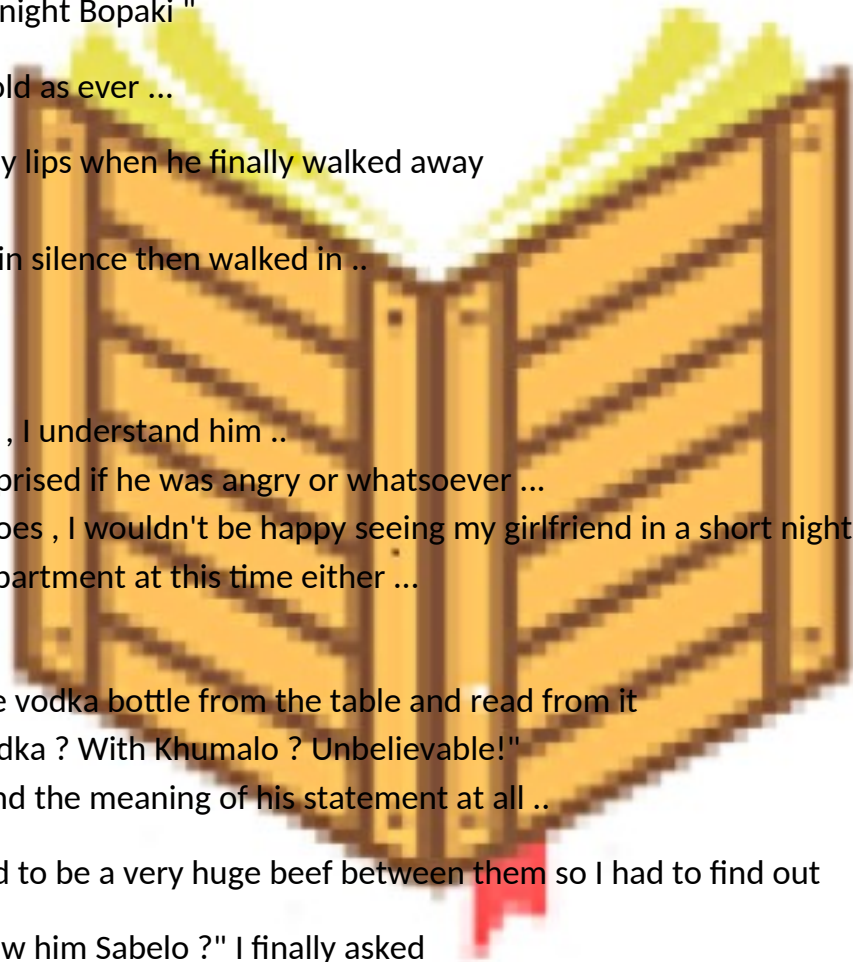 night Bopaki "
old as ever ...
y lips when he finally walked away
in silence then walked in ..
, I understand him ..
prised if he was angry or whatsoever ...
oes , I wouldn't be happy seeing my girlfriend in a short night
partment at this time either ...
e vodka bottle from the table and read from it
dka ? With Khumalo ? Unbelievable!"
nd the meaning of his statement at all ..
d to be a very huge beef between them so I had to find out
w him Sabelo ?" I finally asked